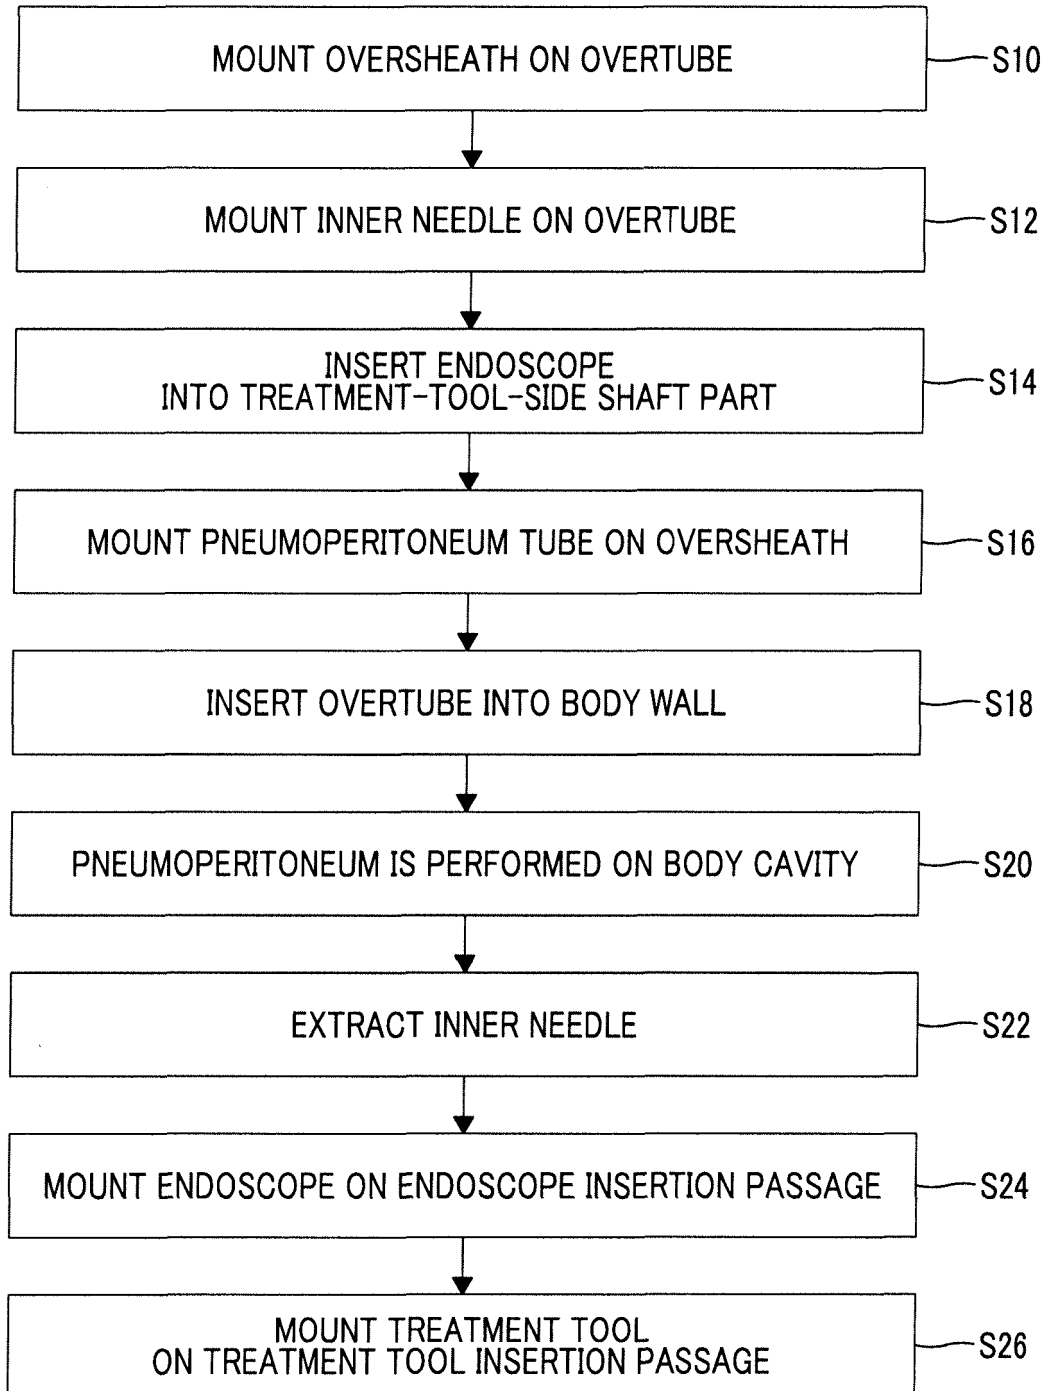 MOUNT OVERSHEATH ON OVERTUBE
S10
MOUNT INNER NEEDLE ON OVERTUBE
S12
INSERT ENDOSCOPE
INTO TREATMENT-TOOL-SIDE SHAFT PART
S14
MOUNT PNEUMOPERITONEUM TUBE ON OVERSHEATH
S16
INSERT OVERTUBE INTO BODY WALL
S18
PNEUMOPERITONEUM IS PERFORMED ON BODY CAVITY
S20
EXTRACT INNER NEEDLE
S22
MOUNT ENDOSCOPE ON ENDOSCOPE INSERTION PASSAGE
S24
MOUNT TREATMENT TOOL
ON TREATMENT TOOL INSERTION PASSAGE
S26